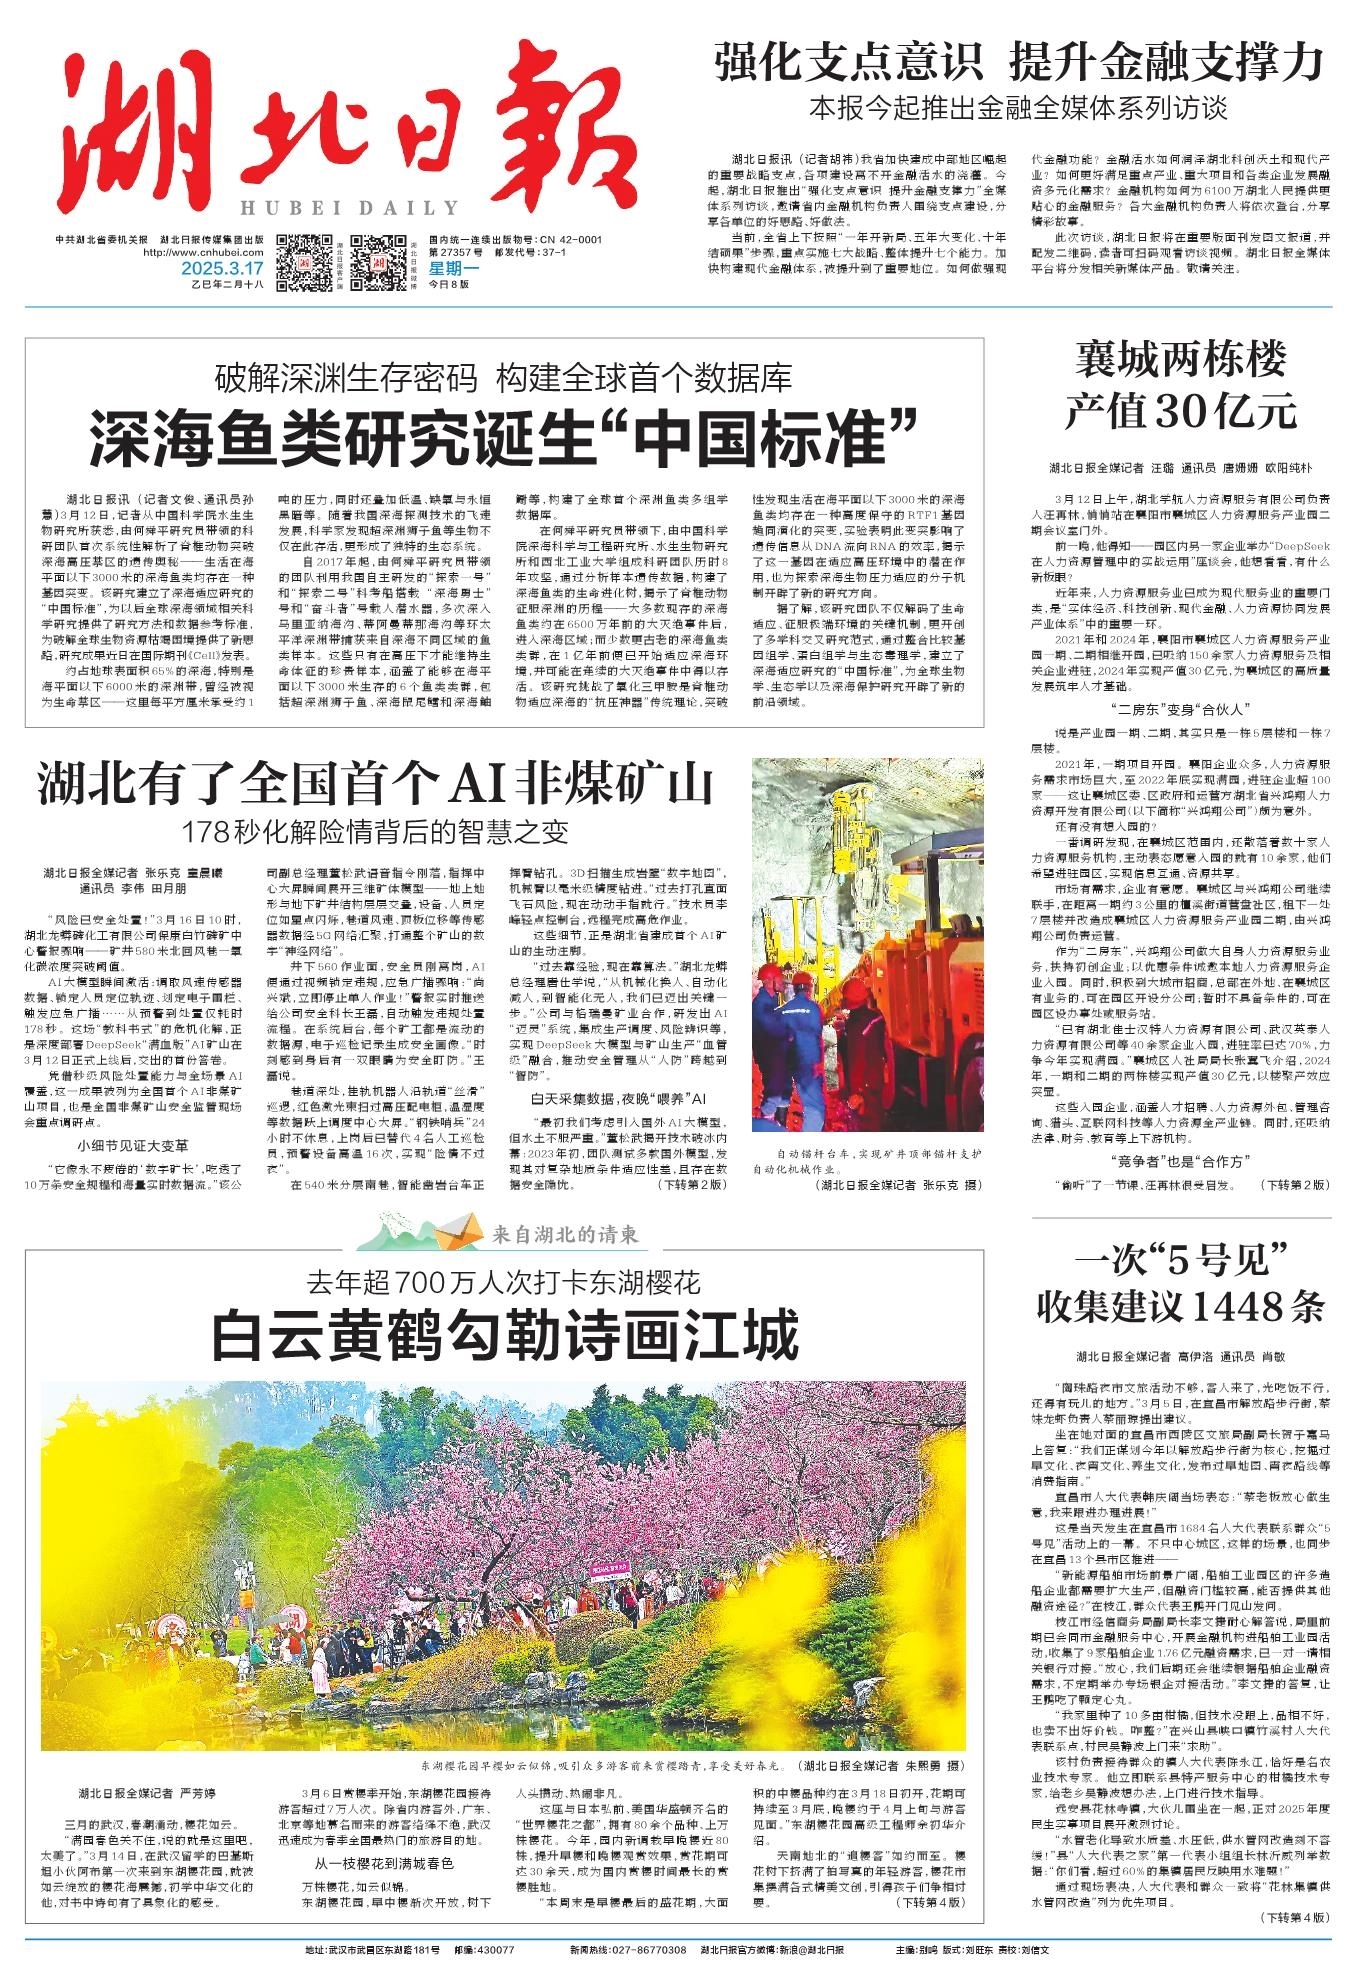 湖北日報
HUBEI DAILY
中共湖北省委机关报 湖北日报传媒集团出版
http://www.cnhubei.com
2025.3.17
乙巳年二月十八
湖北日报客户端
湖北日报微博
国内统一连续出版物号:CN 42-0001
第27357号 邮发代号:37-1
星期一
今日8版
强化支点意识 提升金融支撑力
本报今起推出金融全媒体系列访谈
湖北日报讯(记者胡祎)我省加快建成中部地区崛起
的重要战略支点,各项建设离不开金融活水的浇灌。今
起,湖北日报推出“强化支点意识 提升金融支撑力”全媒
体系列访谈,邀请省内金融机构负责人围绕支点建设,分
享各单位的好思路、好做法。
当前,全省上下按照“一年开新局、五年大变化、十年
结硕果”步骤,重点实施七大战略、整体提升七个能力。加
快构建现代金融体系,被提升到了重要地位。如何做强现
代金融功能?金融活水如何润泽湖北科创沃土和现代产
业?如何更好满足重点产业、重大项目和各类企业发展融
资多元化需求?金融机构如何为6100万湖北人民提供更
贴心的金融服务?各大金融机构负责人将依次登台,分享
精彩故事。
此次访谈,湖北日报将在重要版面刊发图文报道,并
配发二维码,读者可扫码观看访谈视频。湖北日报全媒体
平台将分发相关新媒体产品。敬请关注。
破解深渊生存密码 构建全球首个数据库
深海鱼类研究诞生“中国标准”
湖北日报讯(记者文俊、通讯员孙
慧)3月12日,记者从中国科学院水生生
物研究所获悉,由何舜平研究员带领的科
研团队首次系统性解析了脊椎动物突破
深海高压禁区的遗传奥秘——生活在海
平面以下3000米的深海鱼类均存在一种
基因突变。该研究建立了深海适应研究的
“中国标准”,为以后全球深海领域相关科
学研究提供了研究方法和数据参考标准,
为破解全球生物资源枯竭困境提供了新思
路,研究成果近日在国际期刊《Cell》发表。
约占地球表面积65%的深海,特别是
海平面以下6000米的深渊带,曾经被视
为生命禁区——这里每平方厘米承受约1
吨的压力,同时还叠加低温、缺氧与永恒
黑暗等。随着我国深海探测技术的飞速
发展,科学家发现超深渊狮子鱼等生物不
仅在此存活,更形成了独特的生态系统。
自2017年起,由何舜平研究员带领
的团队利用我国自主研发的“探索一号”
和“探索二号”科考船搭载“深海勇士”
号和“奋斗者”号载人潜水器,多次深入
马里亚纳海沟、蒂阿曼蒂那海沟等环太
平洋深渊带捕获来自深海不同区域的鱼
类样本。这些只有在高压下才能维持生
命体征的珍贵样本,涵盖了能够在海平
面以下3000米生存的6个鱼类类群,包
括超深渊狮子鱼、深海鼠尾鳕和深海鼬
鳚等,构建了全球首个深渊鱼类多组学
数据库。
在何舜平研究员带领下,由中国科学
院深海科学与工程研究所、水生生物研究
所和西北工业大学组成科研团队历时8
年攻坚,通过分析样本遗传数据,构建了
深海鱼类的生命进化树,揭示了脊椎动物
征服深渊的历程——大多数现存的深海
鱼类约在6500万年前的大灭绝事件后,
进入深海区域;而少数更古老的深海鱼类
类群,在1亿年前便已开始适应深海环
境,并可能在连续的大灭绝事件中得以存
活。该研究挑战了氧化三甲胺是脊椎动
物适应深海的“抗压神器”传统理论,突破
性发现生活在海平面以下3000米的深海
鱼类均存在一种高度保守的RTF1基因
趋同演化的突变,实验表明此变突影响了
遗传信息从DNA流向RNA的效率,揭示
了这一基因在适应高压环境中的潜在作
用,也为探索深海生物压力适应的分子机
制开辟了新的研究方向。
据了解,该研究团队不仅解码了生命
适应、征服极端环境的关键机制,更开创
了多学科交叉研究范式,通过整合比较基
因组学、蛋白组学与生态毒理学,建立了
深海适应研究的“中国标准”,为全球生物
学、生态学以及深海保护研究开辟了新的
前沿领域。
襄城两栋楼
产值30亿元
湖北日报全媒记者 汪璐 通讯员 唐姗姗 欧阳纯朴
3月12日上午,湖北学航人力资源服务有限公司负责
人汪再林,悄悄站在襄阳市襄城区人力资源服务产业园二
期会议室门外。
前一晚,他得知——园区内另一家企业举办“DeepSeek
在人力资源管理中的实战运用”座谈会,他想看看,有什么
新板眼?
近年来,人力资源服务业已成为现代服务业的重要门
类,是“实体经济、科技创新、现代金融、人力资源协同发展
产业体系”中的重要一环。
2021年和2024年,襄阳市襄城区人力资源服务产业
园一期、二期相继开园,已吸纳150余家人力资源服务及相
关企业进驻,2024年实现产值30亿元,为襄城区的高质量
发展筑牢人才基础。
“二房东”变身“合伙人”
说是产业园一期、二期,其实只是一栋5层楼和一栋7
层楼。
2021年,一期项目开园。襄阳企业众多,人力资源服
务需求市场巨大,至2022年底实现满园,进驻企业超100
家——这让襄城区委、区政府和运营方湖北省兴鸿翔人力
资源开发有限公司(以下简称“兴鸿翔公司”)颇为意外。
还有没有想入园的?
一番调研发现,在襄城区范围内,还散落着数十家人
力资源服务机构,主动表态愿意入园的就有10余家,他们
希望进驻园区,实现信息互通、资源共享。
市场有需求,企业有意愿。襄城区与兴鸿翔公司继续
联手,在距离一期约3公里的檀溪街道营盘社区,租下一处
7层楼并改造成襄城区人力资源服务产业园二期,由兴鸿
翔公司负责运营。
作为“二房东”,兴鸿翔公司做大自身人力资源服务业
务,扶持初创企业;以优惠条件诚邀本地人力资源服务企
业入园。同时,积极到大城市招商,总部在外地、在襄城区
有业务的,可在园区开设分公司;暂时不具备条件的,可在
园区设办事处或服务站。
“已有湖北佳士汉特人力资源有限公司、武汉英泰人
力资源有限公司等40余家企业入园,进驻率已达70%,力
争今年实现满园。”襄城区人社局局长张冀飞介绍,2024
年,一期和二期的两栋楼实现产值30亿元,以楼聚产效应
突显。
这些入园企业,涵盖人才招聘、人力资源外包、管理咨
询、猎头、互联网科技等人力资源全产业链。同时,还吸纳
法律、财务、教育等上下游机构。
“竞争者”也是“合作方”
“偷听”了一节课,汪再林很受启发。 (下转第2版)
湖北有了全国首个AI非煤矿山
178秒化解险情背后的智慧之变
湖北日报全媒记者 张乐克 童晨曦
通讯员 李伟 田月朋
“风险已安全处置!”3月16日10时,
湖北龙蟒磷化工有限公司保康白竹磷矿中
心警报骤响——矿井580米北回风巷一氧
化碳浓度突破阈值。
AI大模型瞬间激活:调取风速传感器
数据、锁定人员定位轨迹、划定电子围栏、
触发应急广播……从预警到处置仅耗时
178秒。这场“教科书式”的危机化解,正
是深度部署DeepSeek“满血版”AI矿山在
3月12日正式上线后,交出的首份答卷。
凭借秒级风险处置能力与全场景AI
覆盖,这一成果被列为全国首个AI非煤矿
山项目,也是全国非煤矿山安全监管现场
会重点调研点。
小细节见证大变革
“它像永不疲倦的‘数字矿长’,吃透了
10万条安全规程和海量实时数据流。”该公
司副总经理董松武语音指令刚落,指挥中
心大屏瞬间展开三维矿体模型——地上地
形与地下矿井结构层层交叠,设备、人员定
位如星点闪烁,巷道风速、顶板位移等传感
器数据经5G网络汇聚,打通整个矿山的数
字“神经网络”。
井下560作业面,安全员刚离岗,AI
便通过视频锁定违规,应急广播骤响:“尚
兴斌,立即停止单人作业!”警报实时推送
给公司安全科长王磊,自动触发违规处置
流程。在系统后台,每个矿工都是流动的
数据源,电子巡检记录生成安全画像。“时
刻感到身后有一双眼睛为安全盯防。”王
磊说。
巷道深处,挂轨机器人沿轨道“丝滑”
巡逻,红色激光束扫过高压配电柜,温湿度
等数据跃上调度中心大屏。“钢铁哨兵”24
小时不休息,上岗后已替代4名人工巡检
员,预警设备高温16次,实现“险情不过
夜”。
在540米分层南巷,智能凿岩台车正
挥臂钻孔。3D扫描生成岩壁“数字地图”,
机械臂以毫米级精度钻进。“过去打孔直面
飞石风险,现在动动手指就行。”技术员李
峰轻点控制台,远程完成高危作业。
这些细节,正是湖北省建成首个AI矿
山的生动注脚。
“过去靠经验,现在靠算法。”湖北龙蟒
总经理唐仕学说,“从机械化换人、自动化
减人,到智能化无人,我们已迈出关键一
步。”公司与格瑞曼矿业合作,研发出AI
“迈灵”系统,集成生产调度、风险辨识等,
实现DeepSeek大模型与矿山生产“血管
级”融合,推动安全管理从“人防”跨越到
“智防”。
白天采集数据,夜晚“喂养”AI
“最初我们考虑引入国外AI大模型,
但水土不服严重。”董松武揭开技术破冰内
幕:2023年初,团队测试多款国外模型,发
现其对复杂地质条件适应性差,且存在数
据安全隐忧。 (下转第2版)
自动锚杆台车,实现矿井顶部锚杆支护
自动化机械作业。
(湖北日报全媒记者 张乐克 摄)
来自湖北的请柬
去年超700万人次打卡东湖樱花
白云黄鹤勾勒诗画江城
东湖樱花园早樱如云似锦,吸引众多游客前来赏樱踏青,享受美好春光。 (湖北日报全媒记者 朱熙勇 摄)
湖北日报全媒记者 严芳婷
三月的武汉,春潮涌动,樱花如云。
“满园春色关不住,说的就是这里吧,
太美了。”3月14日,在武汉留学的巴基斯
坦小伙阿布第一次来到东湖樱花园,就被
如云绽放的樱花海震撼,初学中华文化的
他,对书中诗句有了具象化的感受。
3月6日赏樱季开始,东湖樱花园接待
游客超过7万人次。除省内游客外,广东、
北京等地慕名而来的游客络绎不绝,武汉
迅速成为春季全国最热门的旅游目的地。
从一枝樱花到满城春色
万株樱花,如云似锦。
东湖樱花园,早中樱渐次开放,树下
人头攒动、热闹非凡。
这座与日本弘前、美国华盛顿齐名的
“世界樱花之都”,拥有80余个品种、上万
株樱花。今年,园内新调栽早晚樱近80
株,提升早樱和晚樱观赏效果,赏花期可
达30余天,成为国内赏樱时间最长的赏
樱胜地。
“本周末是早樱最后的盛花期,大面
积的中樱品种约在3月18日初开,花期可
持续至3月底,晚樱约于4月上旬与游客
见面。”东湖樱花园高级工程师余初华介
绍。
天南地北的“追樱客”如约而至。樱
花树下挤满了拍写真的年轻游客,樱花市
集摆满各式精美文创,引得孩子们争相讨
要。 (下转第4版)
一次“5号见”
收集建议1448条
湖北日报全媒记者 高伊洛 通讯员 肖敏
“陶珠路夜市文旅活动不够,客人来了,光吃饭不行,
还得有玩儿的地方。”3月5日,在宜昌市解放路步行街,蔡
妹龙虾负责人蔡丽琼提出建议。
坐在她对面的宜昌市西陵区文旅局副局长贺子嘉马
上答复:“我们正谋划今年以解放路步行街为核心,挖掘过
早文化、夜宵文化、养生文化,发布过早地图、宵夜路线等
消费指南。”
宜昌市人大代表韩庆阁当场表态:“蔡老板放心做生
意,我来跟进办理进展!”
这是当天发生在宜昌市1684名人大代表联系群众“5
号见”活动上的一幕。不只中心城区,这样的场景,也同步
在宜昌13个县市区推进——
“新能源船舶市场前景广阔,船舶工业园区的许多造
船企业都需要扩大生产,但融资门槛较高,能否提供其他
融资途径?”在枝江,群众代表王鹏开门见山发问。
枝江市经信商务局副局长李文捷耐心解答说,局里前
期已会同市金融服务中心,开展金融机构进船舶工业园活
动,收集了9家船舶企业1.76亿元融资需求,已一对一请相
关银行对接。“放心,我们后期还会继续根据船舶企业融资
需求,不定期举办专场银企对接活动。”李文捷的答复,让
王鹏吃了颗定心丸。
“我家里种了10多亩柑橘,但技术没跟上,品相不好,
也卖不出好价钱。咋整?”在兴山县峡口镇竹溪村人大代
表联系点,村民吴静波上门来“求助”。
该村负责接待群众的镇人大代表陈永江,恰好是名农
业技术专家。他立即联系县特产服务中心的柑橘技术专
家,给老乡吴静波想办法,上门进行技术指导。
远安县花林寺镇,大伙儿围坐在一起,正对2025年度
民生实事项目展开激烈讨论。
“水管老化导致水质差、水压低,供水管网改造刻不容
缓!”县“人大代表之家”第一代表小组组长林沂威列举数
据:“你们看,超过60%的集镇居民反映用水难题!”
通过现场表决,人大代表和群众一致将“花林集镇供
水管网改造”列为优先项目。
(下转第4版)
地址:武汉市武昌区东湖路181号 邮编:430077 新闻热线:027-86770308 湖北日报官方微博:新浪@湖北日报 主编:别鸣 版式:刘旺东 责校:刘信文